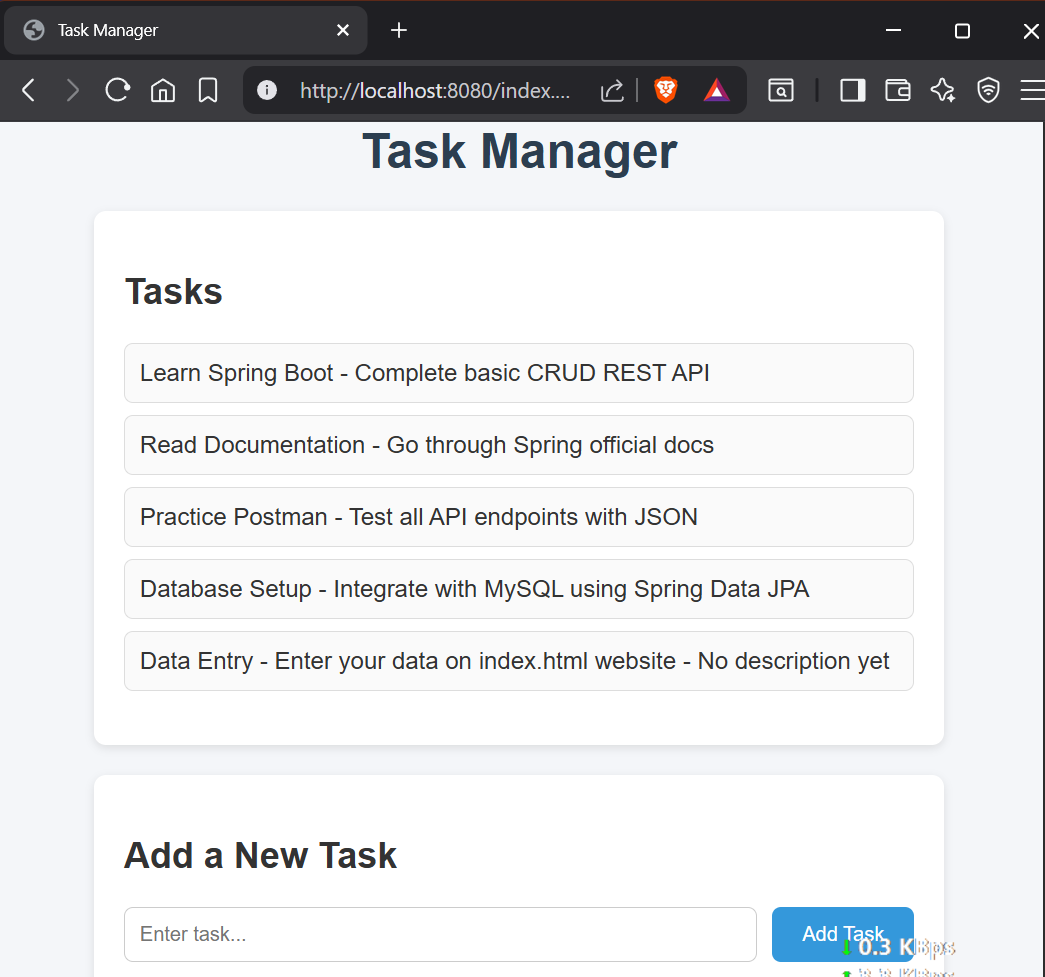 Task Manager
http://localhost:8080/index....
Task Manager
Tasks
Learn Spring Boot - Complete basic CRUD REST API
Read Documentation - Go through Spring official docs
Practice Postman - Test all API endpoints with JSON
Database Setup - Integrate with MySQL using Spring Data JPA
Data Entry - Enter your data on index.html website - No description yet
Add a New Task
Enter task...
Add Task
0.3 KBps